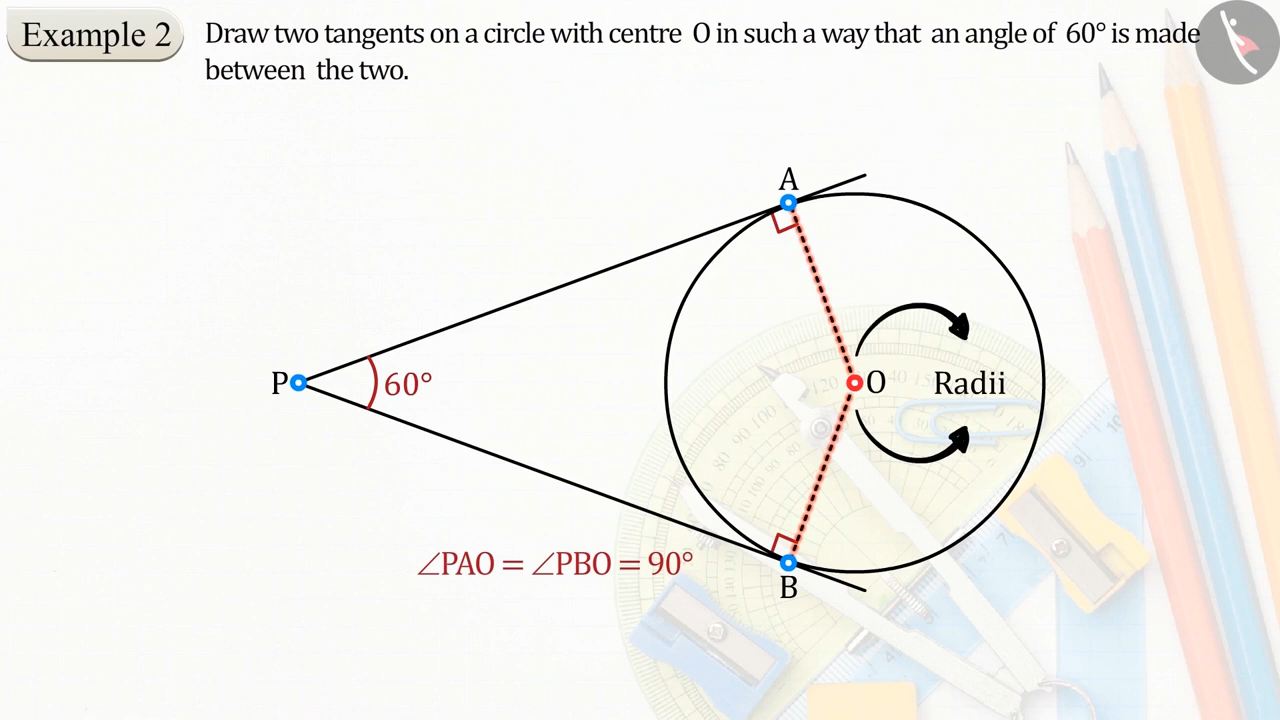 Example 2
Draw two tangents on a circle with centre O in such a way that an angle of 60° is made
between the two.
A
P
60°
O
Radii
∠PAO = ∠PBO = 90°
B